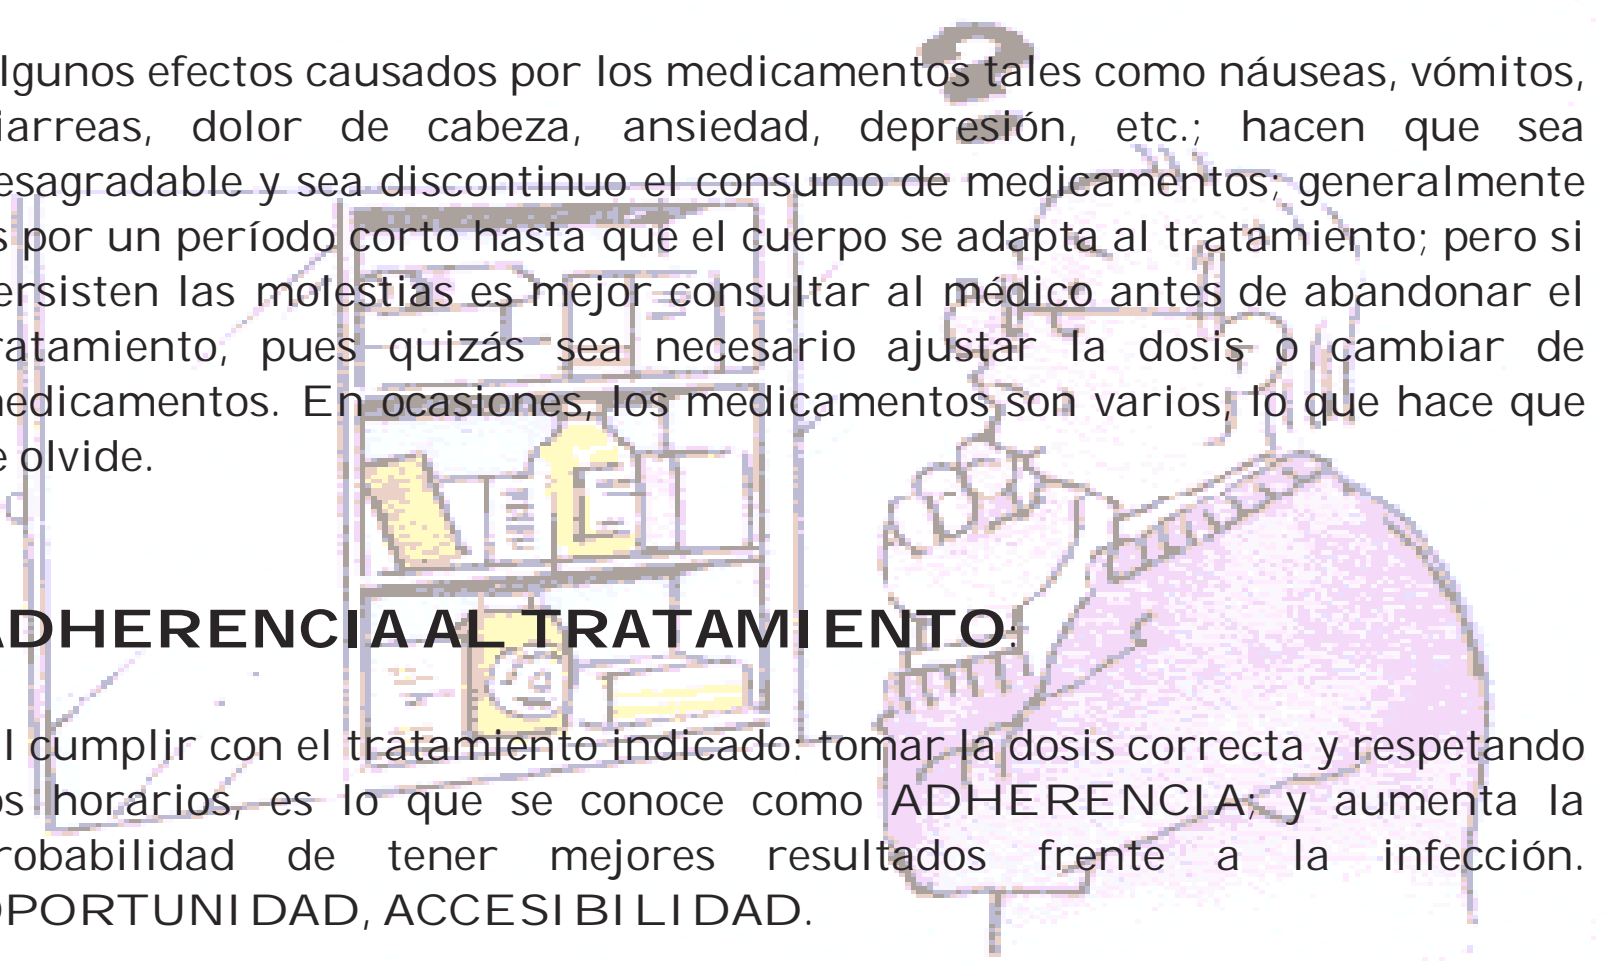 lgunos efectos causados por los medicamentos tales como náuseas, vómitos,
iarreas, dolor de cabeza, ansiedad, depresión, etc.; hacen que sea
esagradable y sea discontinuo el consumo de medicamentos; generalmente
s por un período corto hasta que el cuerpo se adapta al tratamiento; pero si
ersisten las molestias es mejor consultar al médico antes de abandonar el
ratamiento, pues quizás sea necesario ajustar la dosis o cambiar de
medicamentos. En ocasiones, los medicamentos son varios, lo que hace que
e olvide.
ADHERENCIA AL TRATAMIENTO:
l cumplir con el tratamiento indicado: tomar la dosis correcta y respetando
os horarios, es lo que se conoce como ADHERENCIA; y aumenta la
robabilidad de tener mejores resultados frente a la infección.
OPORTUNIDAD, ACCESIBILIDAD.